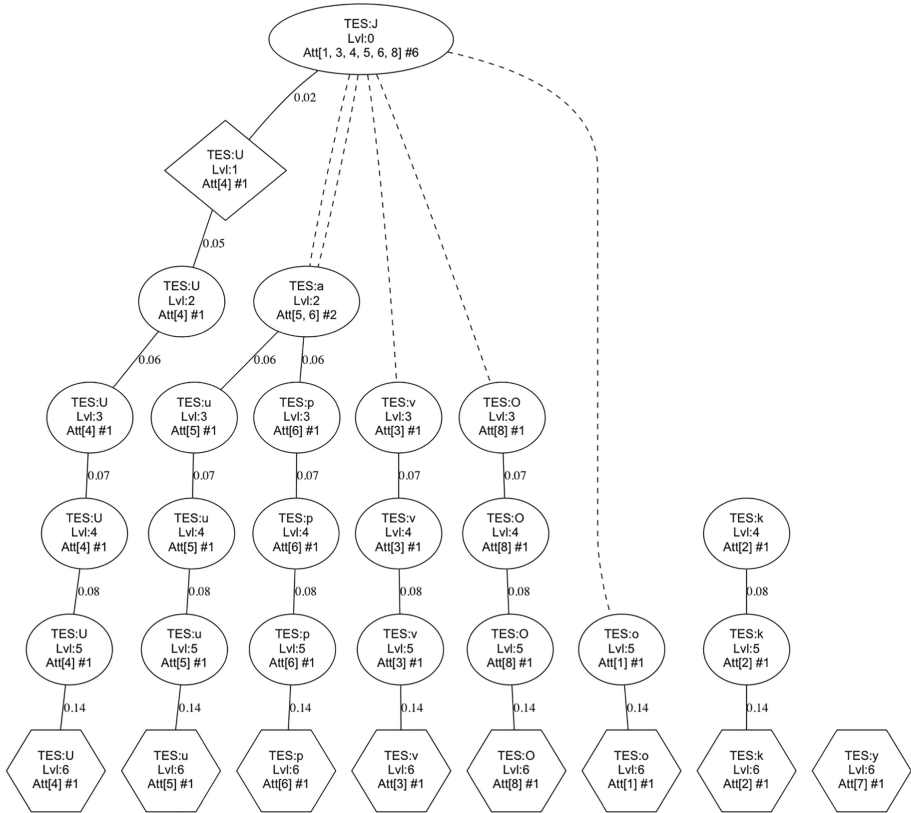 TES:J
Lvl:0
Att[1, 3, 4, 5, 6, 8] #6
0.02
TES:U
Lvl:1
Att[4] #1
0.05
TES:U
Lvl:2
Att[4] #1
TES:a
Lvl:2
Att[5, 6] #2
0.06
0.06
0.06
TES:U
Lvl:3
Att[4] #1
TES:u
Lvl:3
Att[5] #1
TES:p
Lvl:3
Att[6] #1
TES:v
Lvl:3
Att[3] #1
TES:O
Lvl:3
Att[8] #1
0.07
0.07
0.07
0.07
0.07
TES:U
Lvl:4
Att[4] #1
TES:u
Lvl:4
Att[5] #1
TES:p
Lvl:4
Att[6] #1
TES:v
Lvl:4
Att[3] #1
TES:O
Lvl:4
Att[8] #1
TES:k
Lvl:4
Att[2] #1
0.08
0.08
0.08
0.08
0.08
0.08
TES:U
Lvl:5
Att[4] #1
TES:u
Lvl:5
Att[5] #1
TES:p
Lvl:5
Att[6] #1
TES:v
Lvl:5
Att[3] #1
TES:O
Lvl:5
Att[8] #1
TES:o
Lvl:5
Att[1] #1
TES:k
Lvl:5
Att[2] #1
0.14
0.14
0.14
0.14
0.14
0.14
0.14
TES:U
Lvl:6
Att[4] #1
TES:u
Lvl:6
Att[5] #1
TES:p
Lvl:6
Att[6] #1
TES:v
Lvl:6
Att[3] #1
TES:O
Lvl:6
Att[8] #1
TES:o
Lvl:6
Att[1] #1
TES:k
Lvl:6
Att[2] #1
TES:y
Lvl:6
Att[7] #1